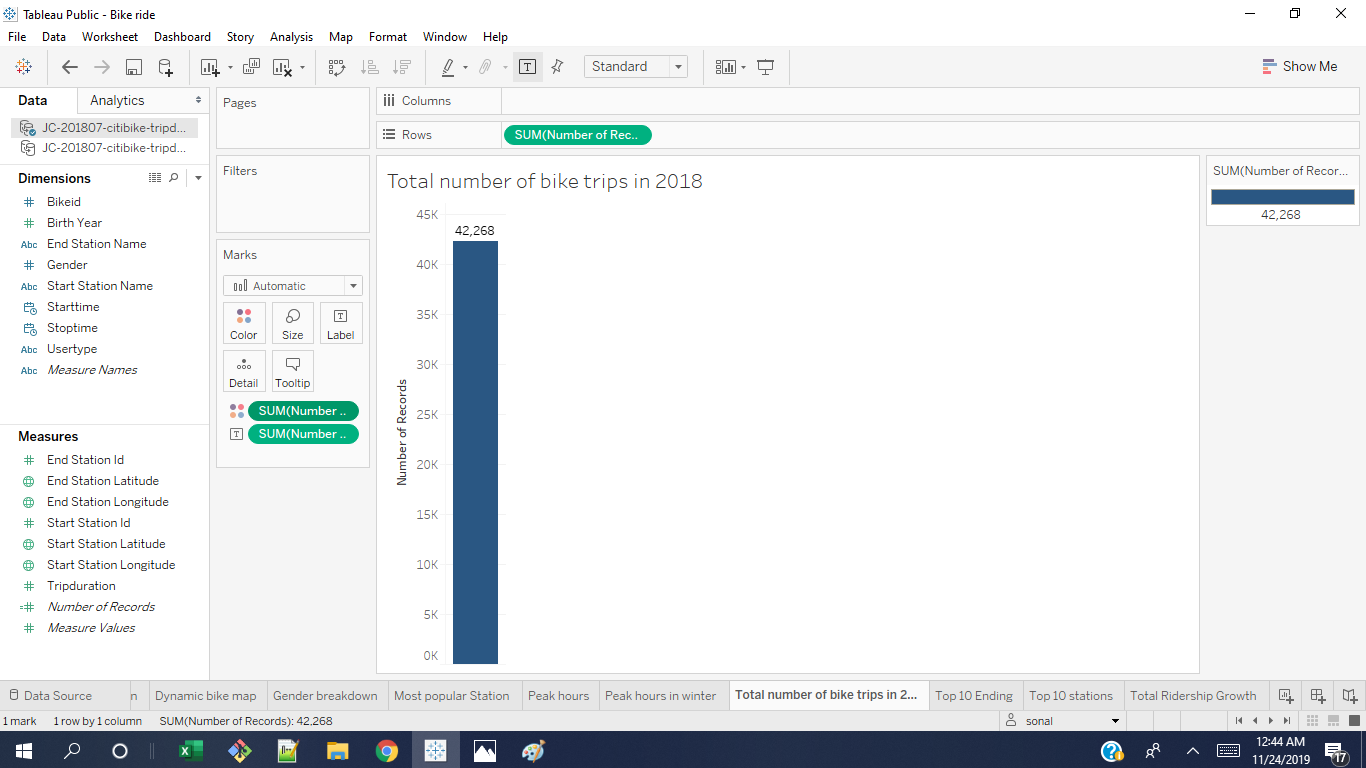 Tableau Public - Bike ride
File Data Worksheet Dashboard Story Analysis Map Format Window Help
Standard
Show Me
Data Analytics
JC-201807-citibike-tripd...
JC-201807-citibike-tripd...
Dimensions
# Bikeid
# Birth Year
Abc End Station Name
# Gender
Abc Start Station Name
Starttime
Stoptime
Abc Usertype
Abc Measure Names
Measures
# End Station Id
End Station Latitude
End Station Longitude
# Start Station Id
Start Station Latitude
Start Station Longitude
# Tripduration
=# Number of Records
Measure Values
Pages
Filters
Marks
Automatic
Color Size Label
Detail Tooltip
SUM(Number ..
T SUM(Number ..
Columns
Rows SUM(Number of Rec..
Total number of bike trips in 2018
45K
42,268
40K
35K
30K
25K
20K
15K
10K
5K
0K
Number of Records
SUM(Number of Recor...
42,268
Data Source n Dynamic bike map Gender breakdown Most popular Station Peak hours Peak hours in winter Total number of bike trips in 2... Top 10 Ending Top 10 stations Total Ridership Growth
1 mark 1 row by 1 column SUM(Number of Records): 42,268 sonal
12:44 AM
11/24/2019
17